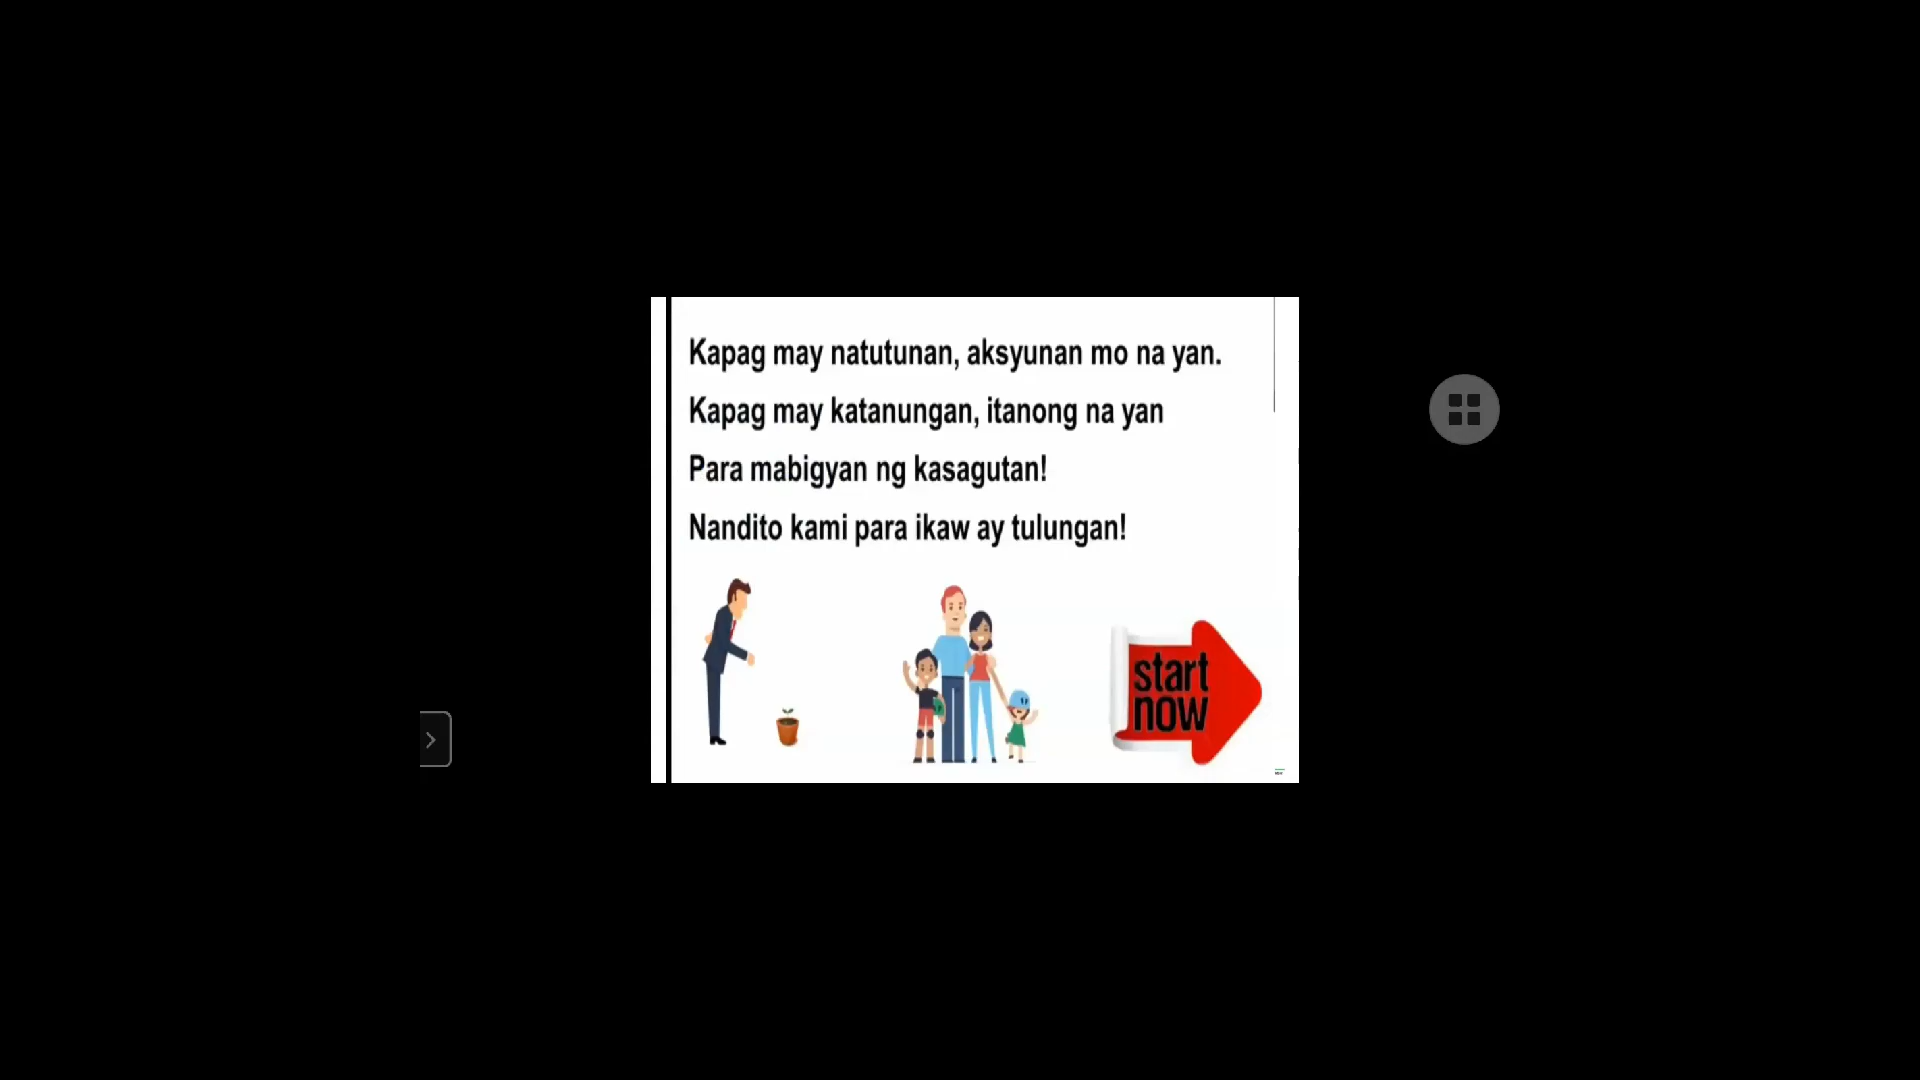 Kapag may natutunan, aksyunan mo na yan.
Kapag may katanungan, itanong na yan
Para mabigyan ng kasagutan!
Nandito kami para ikaw ay tulungan!
start
now